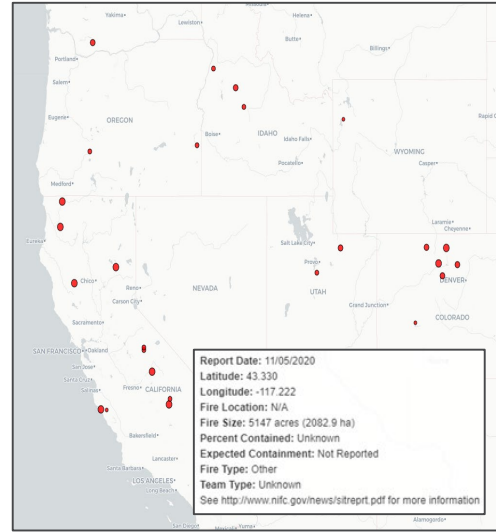 Yakima•
Lewiston•
Helena•
Butte•
Billings•
Portland•
Salem•
Eugene•
OREGON
Boise•
IDAHO
Idaho Falls•
Pocatello•
WYOMING
Casper•
Rapid C
Medford•
Eureka•
Chico•
Reno•
Carson City•
NEVADA
Salt Lake City•
Provo•
UTAH
Grand Junction•
Laramie•
Cheyenne•
DENVER•
COLORADO
Sacramento•
SAN FRANCISCO•
•Oakland
San Jose•
Santa Cruz•
Salinas•
Fresno•
CALIFORNIA
Bakersfield•
Lancaster•
Santa Barbara•
LOS ANGELES•
Long Beach•
San Diego•
Mexicali•
Yuma•
Alamogordo•
Report Date: 11/05/2020
Latitude: 43.330
Longitude: -117.222
Fire Location: N/A
Fire Size: 5147 acres (2082.9 ha)
Percent Contained: Unknown
Expected Containment: Not Reported
Fire Type: Other
Team Type: Unknown
See http://www.nifc.gov/news/sitreprt.pdf for more information